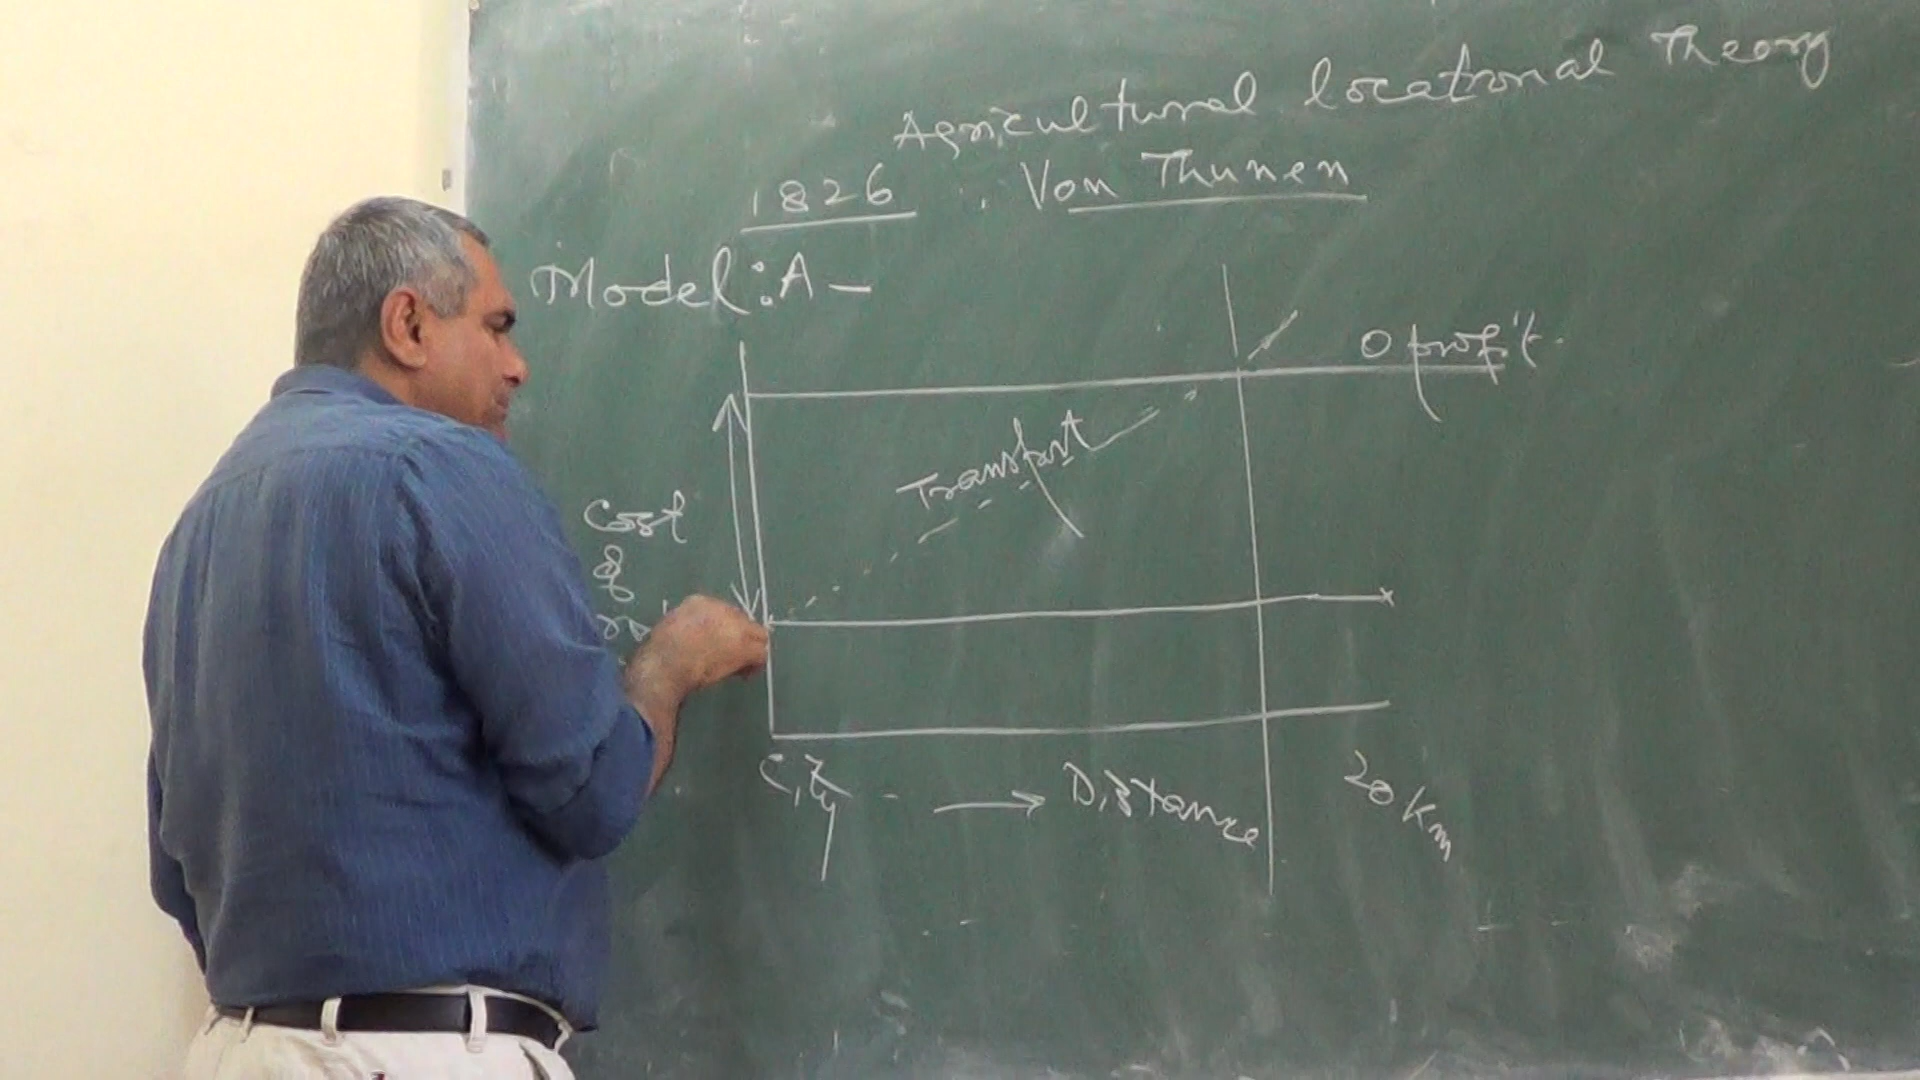 Agricultural locational Theory
1826 . Von Thunen
Model : A -
0 profit.
Transport
Cost
of
City - → Distance
20 Km